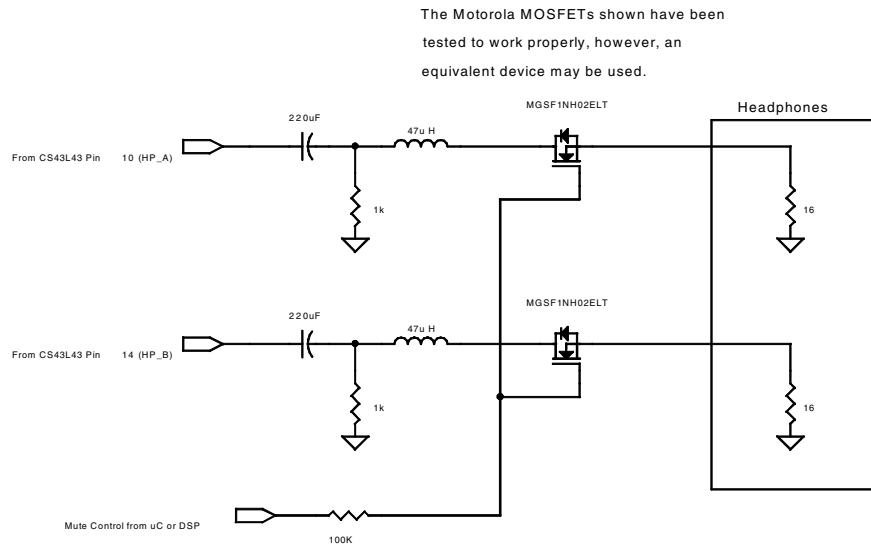 The Motorola MOSFETs shown have been
tested to work properly, however, an
equivalent device may be used.
MGSF1NH02ELT
Headphones
220uF
47u H
From CS43L43 Pin 10 (HP_A)
1k
16
MGSF1NH02ELT
220uF
47u H
From CS43L43 Pin 14 (HP_B)
1k
16
Mute Control from uC or DSP
100K